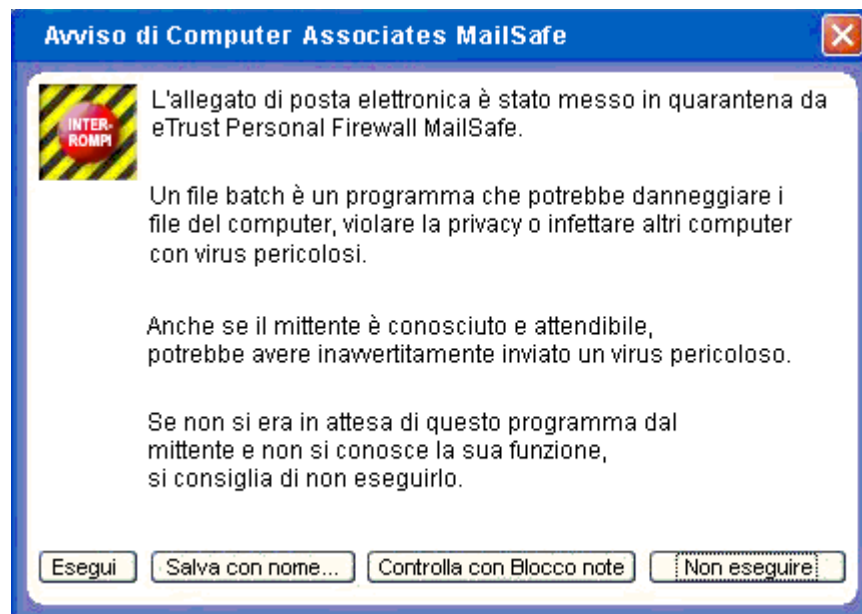 Avviso di Computer Associates MailSafe
INTER-
ROMPI
L'allegato di posta elettronica è stato messo in quarantena da
eTrust Personal Firewall MailSafe.
Un file batch è un programma che potrebbe danneggiare i
file del computer, violare la privacy o infettare altri computer
con virus pericolosi.
Anche se il mittente è conosciuto e attendibile,
potrebbe avere inavvertitamente inviato un virus pericoloso.
Se non si era in attesa di questo programma dal
mittente e non si conosce la sua funzione,
si consiglia di non eseguirlo.
Esegui Salva con nome... Controlla con Blocco note Non eseguire